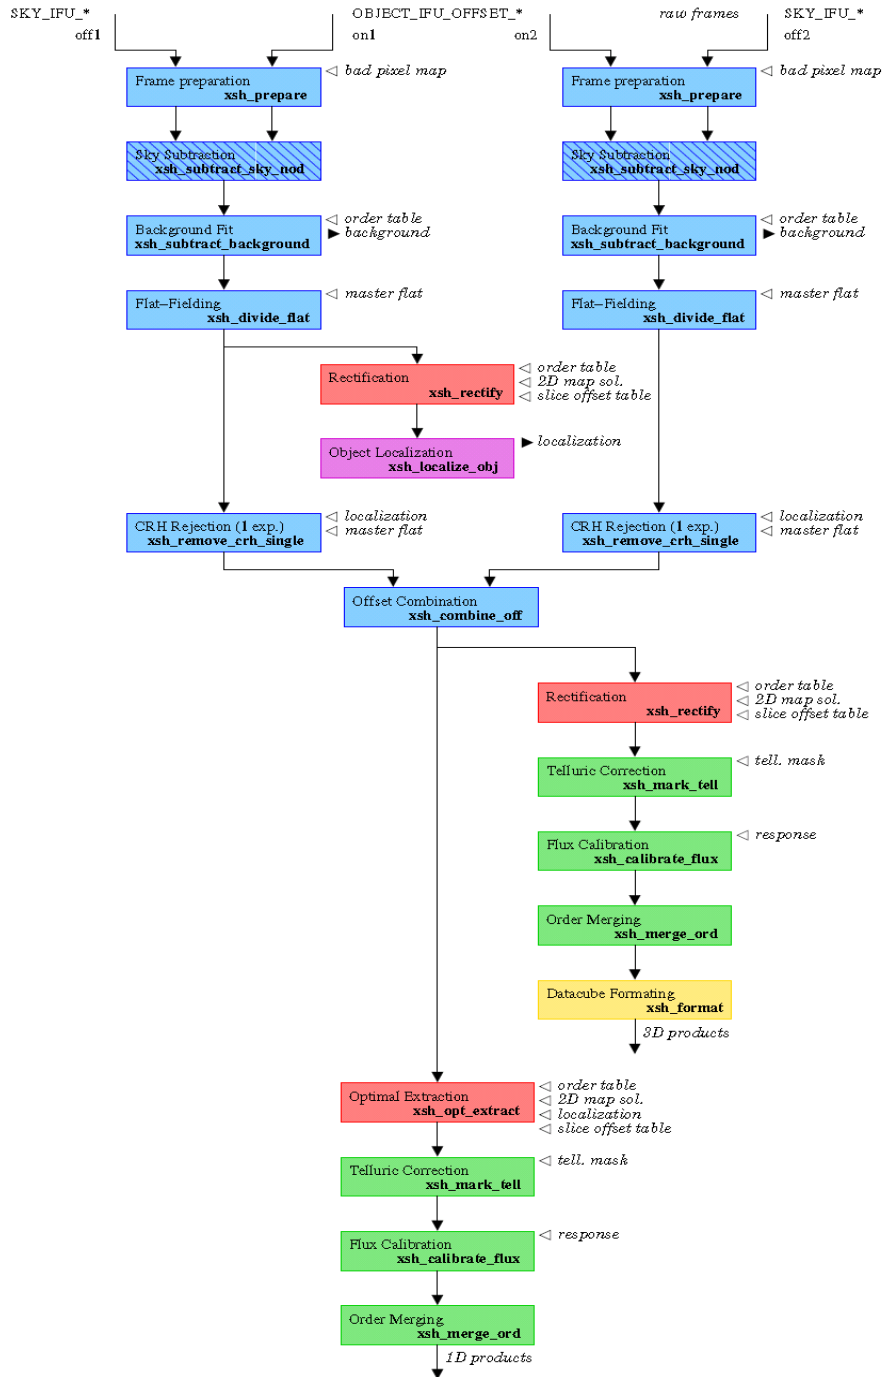 SKY_IFU_* OBJECT_IFU_OFFSET_* raw frames SKY_IFU_*
off1 on1 on2 off2
Frame preparation ◁ bad pixel map Frame preparation ◁ bad pixel map
xsh_prepare xsh_prepare
Sky Subtraction Sky Subtraction
xsh_subtract_sky_nod xsh_subtract_sky_nod
◁ order table ◁ order table
Background Fit ▶ background Background Fit ▶ background
xsh_subtract_background xsh_subtract_background
Flat–Fielding ◁ master flat Flat–Fielding ◁ master flat
xsh_divide_flat xsh_divide_flat
◁ order table
Rectification ◁ 2D map sol.
xsh_rectify ◁ slice offset table
Object Localization ▶ localization
xsh_localize_obj
◁ localization ◁ localization
CRH Rejection (1 exp.) ◁ master flat CRH Rejection (1 exp.) ◁ master flat
xsh_remove_crh_single xsh_remove_crh_single
Offset Combination
xsh_combine_off
◁ order table
Rectification ◁ 2D map sol.
xsh_rectify ◁ slice offset table
Telluric Correction ◁ tell. mask
xsh_mark_tell
Flux Calibration ◁ response
xsh_calibrate_flux
Order Merging
xsh_merge_ord
Datacube Formating
xsh_format
3D products
◁ order table
Optimal Extraction ◁ 2D map sol.
xsh_opt_extract ◁ localization
◁ slice offset table
Telluric Correction ◁ tell. mask
xsh_mark_tell
Flux Calibration ◁ response
xsh_calibrate_flux
Order Merging
xsh_merge_ord
1D products